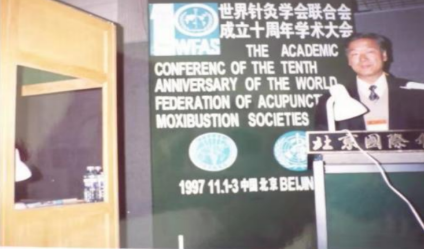 世界针灸学会联合会
成立十周年学术大会
WFAS
THE ACADEMIC
CONFERENC OF THE TENTH
ANNIVERSARY OF THE WORLD
FEDERATION OF ACUPUNCT
MOXIBUSTION SOCIETIES
1997 11.1-3 中国北京 BEIJIN
北京國際